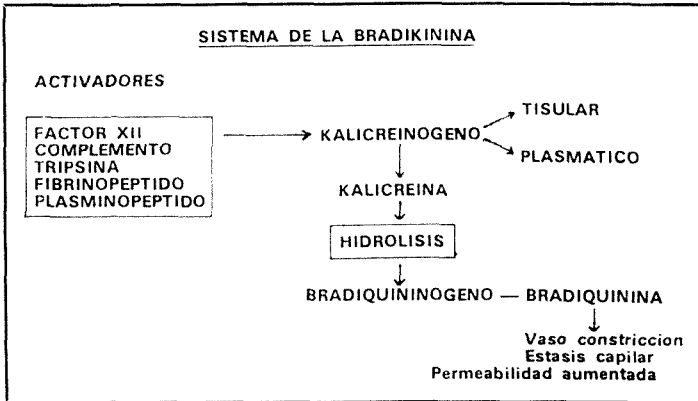 SISTEMA DE LA BRADIKININA
ACTIVADORES
FACTOR XII
COMPLEMENTO
TRIPSINA
FIBRINOPEPTIDO
PLASMINOPEPTIDO
KALICREINOGENO
TISULAR
PLASMATICO
KALICREINA
HIDROLISIS
BRADIQUININOGENO — BRADIQUININA
Vaso constriccion
Estasis capilar
Permeabilidad aumentada